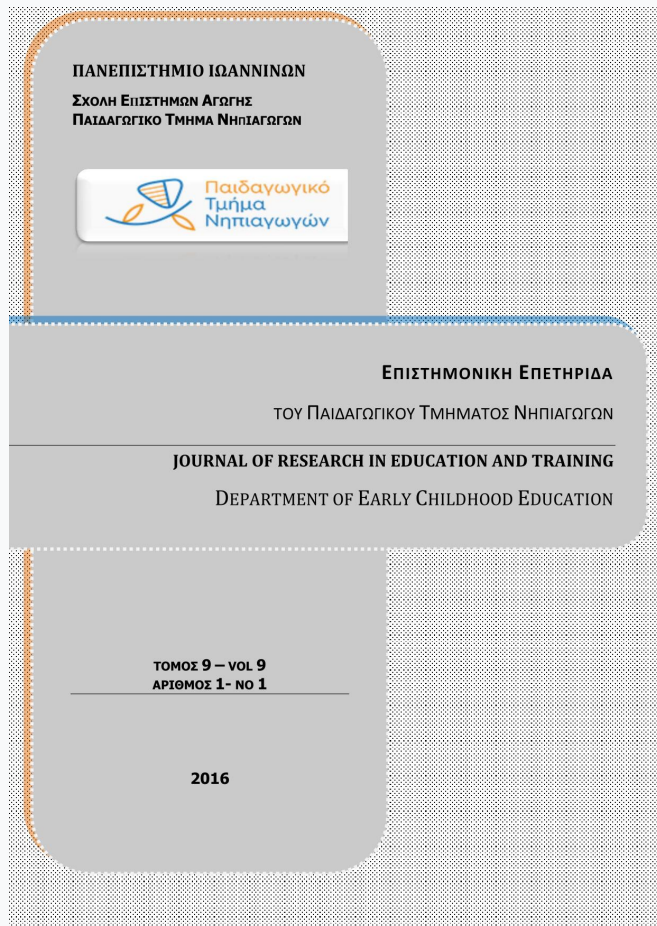 ΠΑΝΕΠΙΣΤΗΜΙΟ ΙΩΑΝΝΙΝΩΝ
ΣΧΟΛΗ ΕΠΙΣΤΗΜΩΝ ΑΓΩΓΗΣ
ΠΑΙΔΑΓΩΓΙΚΟ ΤΜΗΜΑ ΝΗΠΙΑΓΩΓΩΝ
Παιδαγωγικό
Τμήμα
Νηπιαγωγών
ΕΠΙΣΤΗΜΟΝΙΚΗ ΕΠΕΤΗΡΙΔΑ
ΤΟΥ ΠΑΙΔΑΓΩΓΙΚΟΥ ΤΜΗΜΑΤΟΣ ΝΗΠΙΑΓΩΓΩΝ
JOURNAL OF RESEARCH IN EDUCATION AND TRAINING
DEPARTMENT OF EARLY CHILDHOOD EDUCATION
ΤΟΜΟΣ 9 – VOL 9
ΑΡΙΘΜΟΣ 1- NO 1
2016